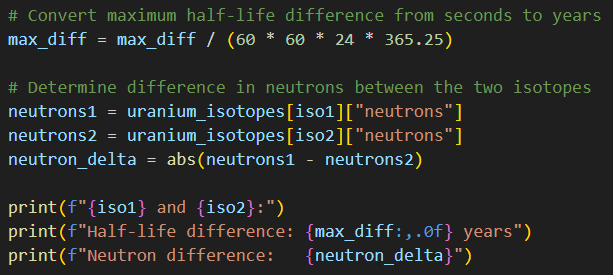 # Convert maximum half-life difference from seconds to years
max_diff = max_diff / (60 * 60 * 24 * 365.25)

# Determine difference in neutrons between the two isotopes
neutrons1 = uranium_isotopes[iso1]["neutrons"]
neutrons2 = uranium_isotopes[iso2]["neutrons"]
neutron_delta = abs(neutrons1 - neutrons2)

print(f"{iso1} and {iso2}:")
print(f"Half-life difference: {max_diff:,.0f} years")
print(f"Neutron difference:   {neutron_delta}")